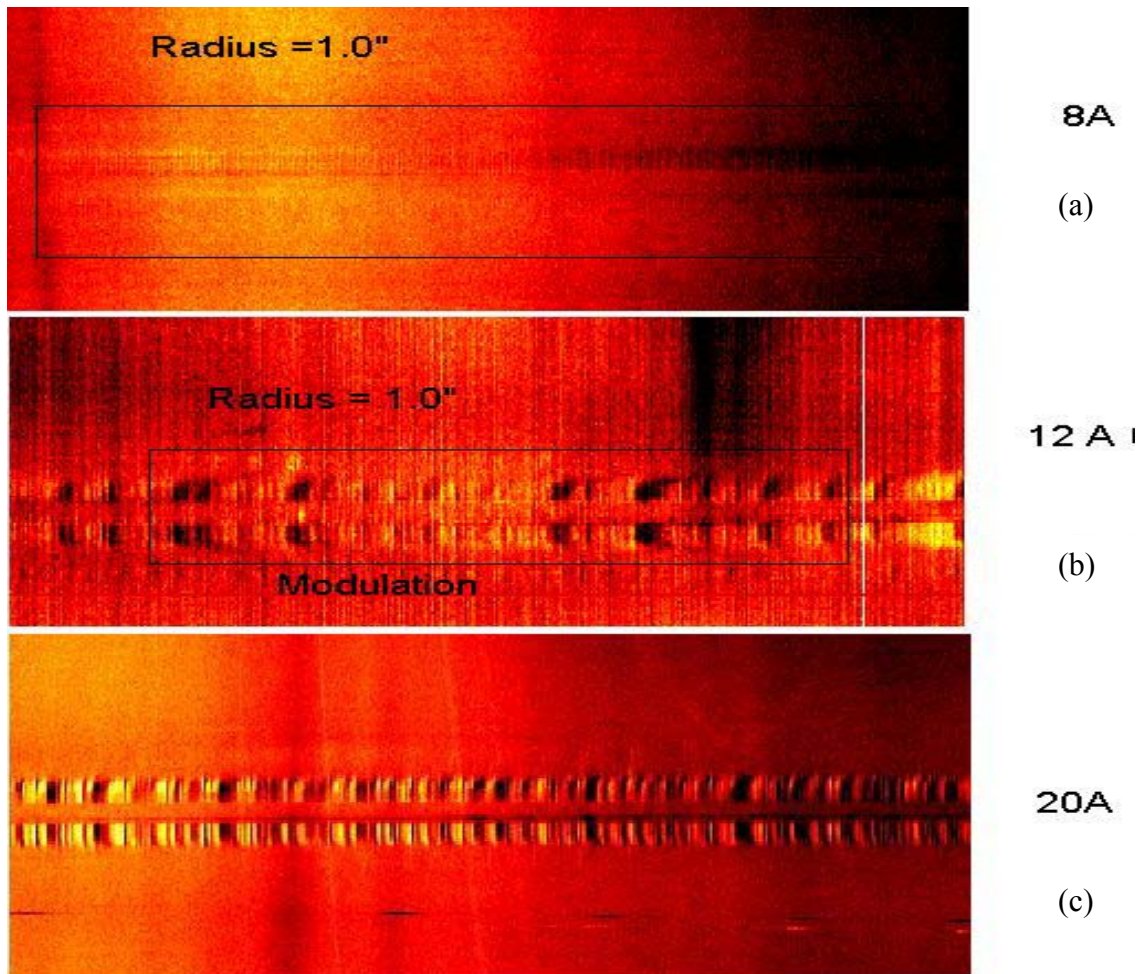 Radius =1.0"
8A
(a)
Radius = 1.0"
12 A
Modulation
(b)
20A
(c)